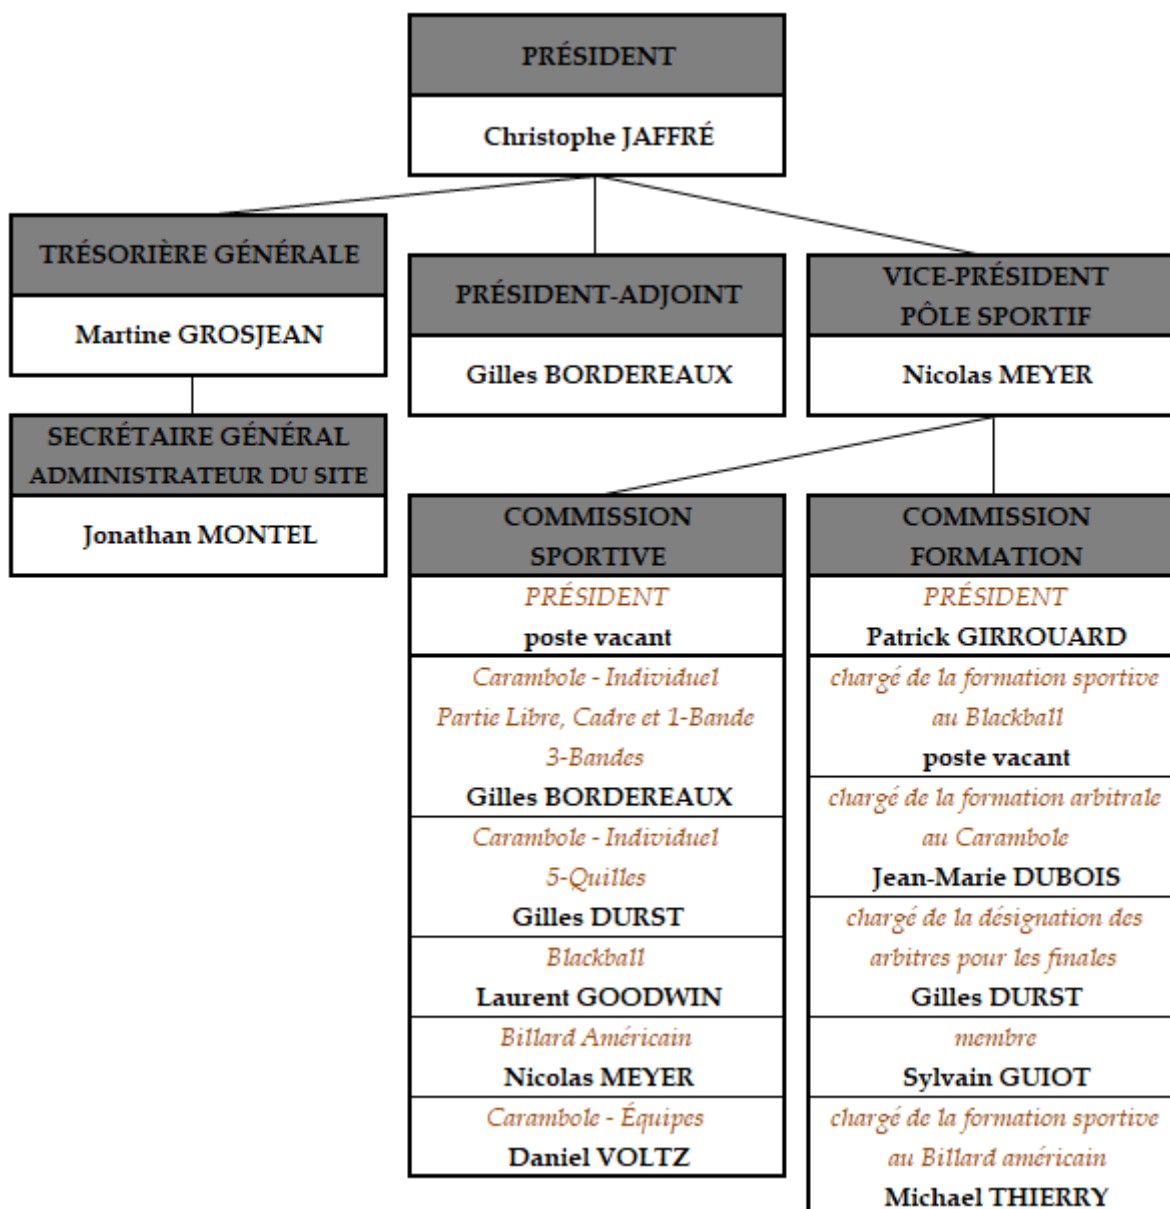 PRÉSIDENT
Christophe JAFFRÉ
TRÉSORIÈRE GÉNÉRALE
Martine GROSJEAN
PRÉSIDENT-ADJOINT
Gilles BORDEREAUX
VICE-PRÉSIDENT
PÔLE SPORTIF
Nicolas MEYER
SECRÉTAIRE GÉNÉRAL
ADMINISTRATEUR DU SITE
Jonathan MONTEL
COMMISSION
SPORTIVE
PRÉSIDENT
poste vacant
Carambole - Individuel
Partie Libre, Cadre et 1-Bande
3-Bandes
Gilles BORDEREAUX
Carambole - Individuel
5-Quilles
Gilles DURST
Blackball
Laurent GOODWIN
Billard Américain
Nicolas MEYER
Carambole - Équipes
Daniel VOLTZ
COMMISSION
FORMATION
PRÉSIDENT
Patrick GIRROUARD
chargé de la formation sportive
au Blackball
poste vacant
chargé de la formation arbitrale
au Carambole
Jean-Marie DUBOIS
chargé de la désignation des
arbitres pour les finales
Gilles DURST
membre
Sylvain GUIOT
chargé de la formation sportive
au Billard américain
Michael THIERRY